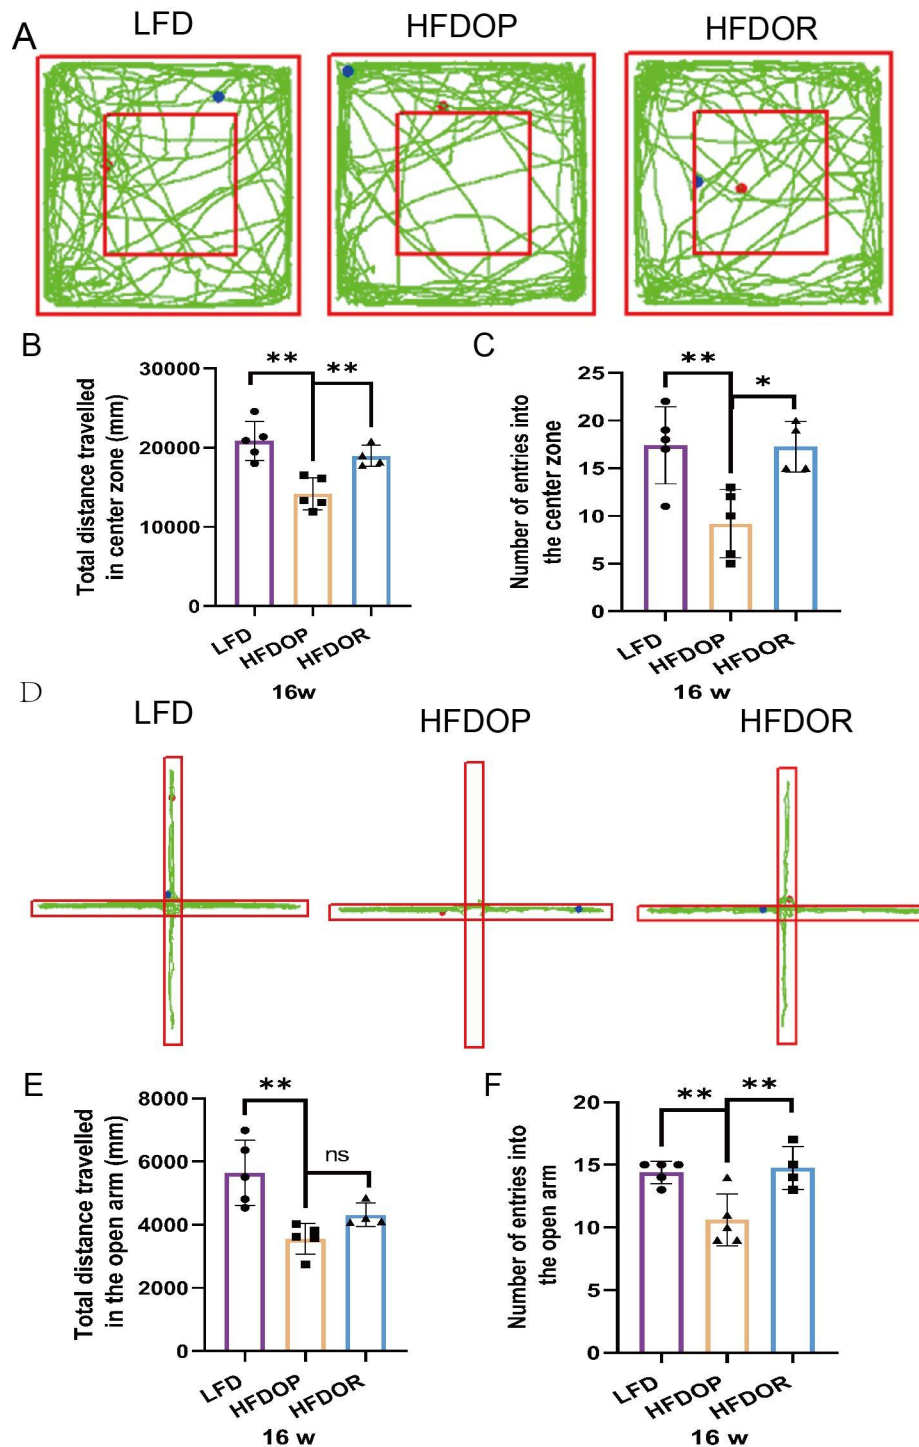 A
LFD
HFDOP
HFDOR
B
Total distance travelled
in center zone (mm)
30000
20000
10000
0
**
**
LFD
HFDOP
HFDOR
16w
C
Number of entries into
the center zone
25
20
15
10
5
0
**
*
LFD
HFDOP
HFDOR
16 w
D
LFD
HFDOP
HFDOR
E
Total distance travelled
in the open arm (mm)
8000
6000
4000
2000
0
**
ns
LFD
HFDOP
HFDOR
16 w
F
Number of entries into
the open arm
20
15
10
5
0
**
**
LFD
HFDOP
HFDOR
16 w